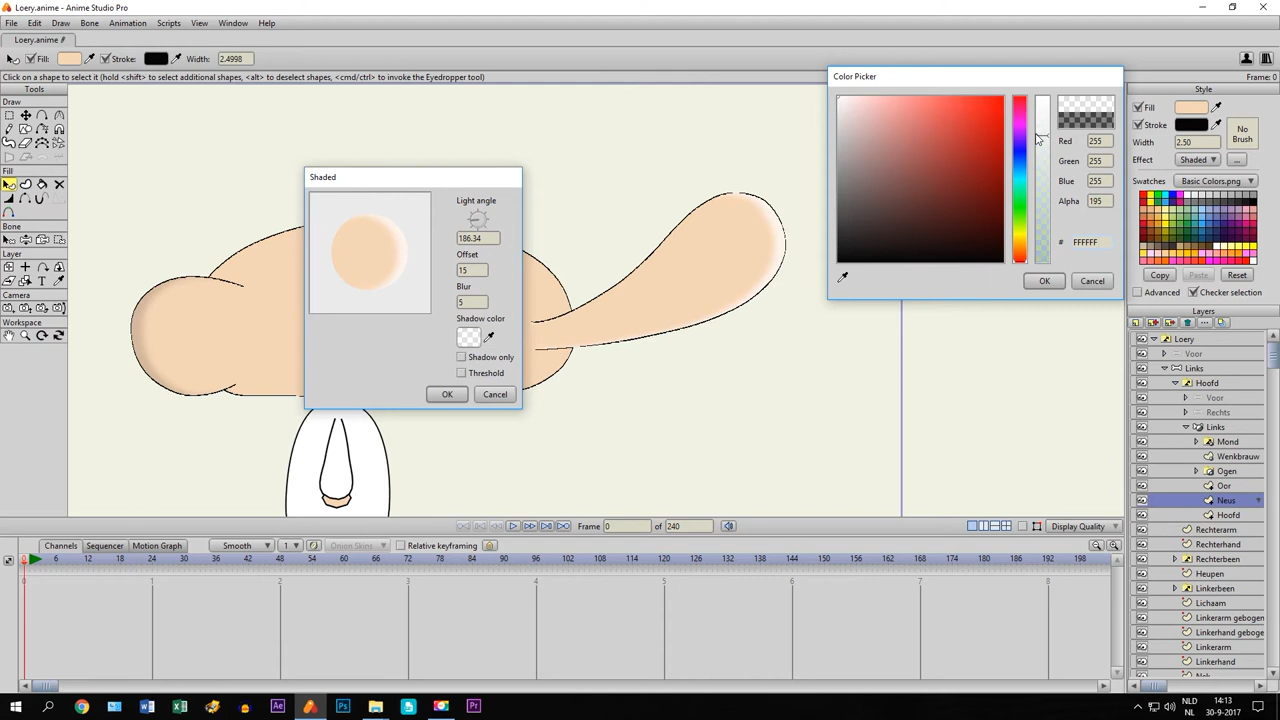 Loery.anime - Anime Studio Pro
File Edit Draw Bone Animation Scripts View Window Help
Loery.anime #
Fill: Stroke: Width: 2.4998
Click on a shape to select it (hold <shift> to select additional shapes, <alt> to deselect shapes, <cmd/ctrl> to invoke the Eyedropper tool)
Frame: 0
Tools
Draw
Fill
Bone
Layer
Camera
Workspace
Shaded
Light angle
186.34
Offset
15
Blur
5
Shadow color
Shadow only
Threshold
OK Cancel
Color Picker
Red 255
Green 255
Blue 255
Alpha 195
# FFFFFF
OK Cancel
Style
Fill
Stroke
No Brush
Width 2.50
Effect Shaded ...
Swatches Basic Colors.png
Copy Paste Reset
Advanced Checker selection
Layers
Loery
Voor
Links
Hoofd
Voor
Rechts
Links
Mond
Wenkbrauw
Ogen
Oor
Neus
Hoofd
Rechterarm
Rechterhand
Rechterbeen
Heupen
Linkerbeen
Lichaam
Linkerarm gebogen
Linkerhand geboge
Linkerarm
Linkerhand
Frame 0 of 240 Display Quality
Channels Sequencer Motion Graph Smooth 1 Onion Skins Relative keyframing
0 6 12 18 24 30 36 42 48 54 60 66 72 78 84 90 96 102 108 114 120 126 132 138 144 150 156 162 168 174 180 186 192 198
0 1 2 3 4 5 6 7 8
NLD
NL
14:13
30-9-2017